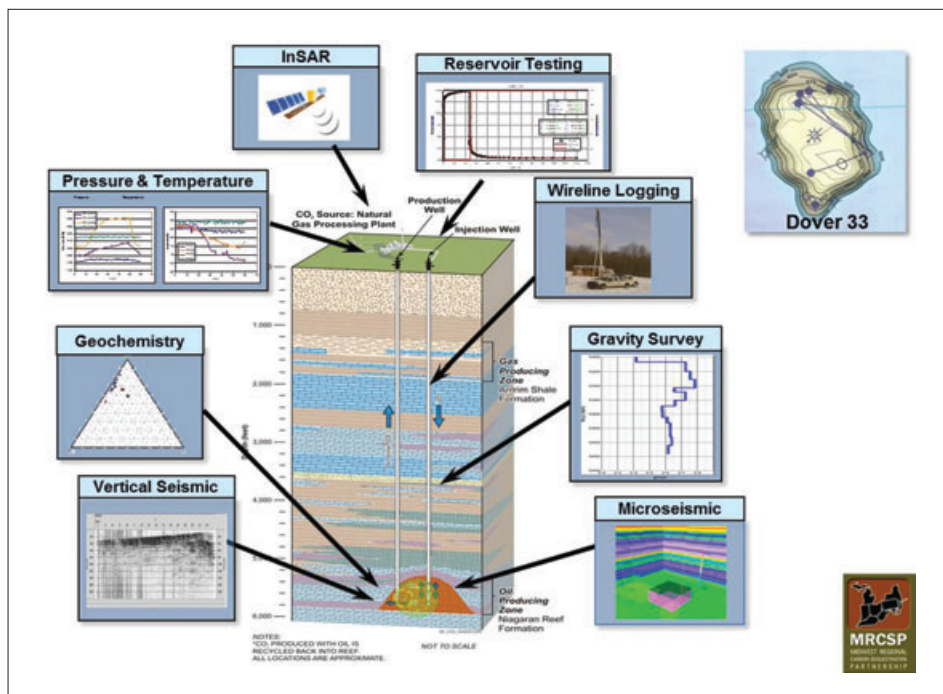 InSAR
Reservoir Testing
Pressure & Temperature
Wireline Logging
Dover 33
CO₂ Source: Natural
Gas Processing Plant
Production
Well
Injection Well
Geochemistry
Gravity Survey
1,000
2,000
3,000
4,000
6,000
Gas
Producing
Zone
Antrim Shale
Formation
Vertical Seismic
Microseismic
Oil
Producing
Zone
Niagaran Reef
Formation
NOTES:
*CO₂ PRODUCED WITH OIL IS
RECYCLED BACK INTO REEF.
ALL LOCATIONS ARE APPROXIMATE.
NOT TO SCALE
MRCSP
MIDWEST REGIONAL
CARBON SEQUESTRATION
PARTNERSHIP